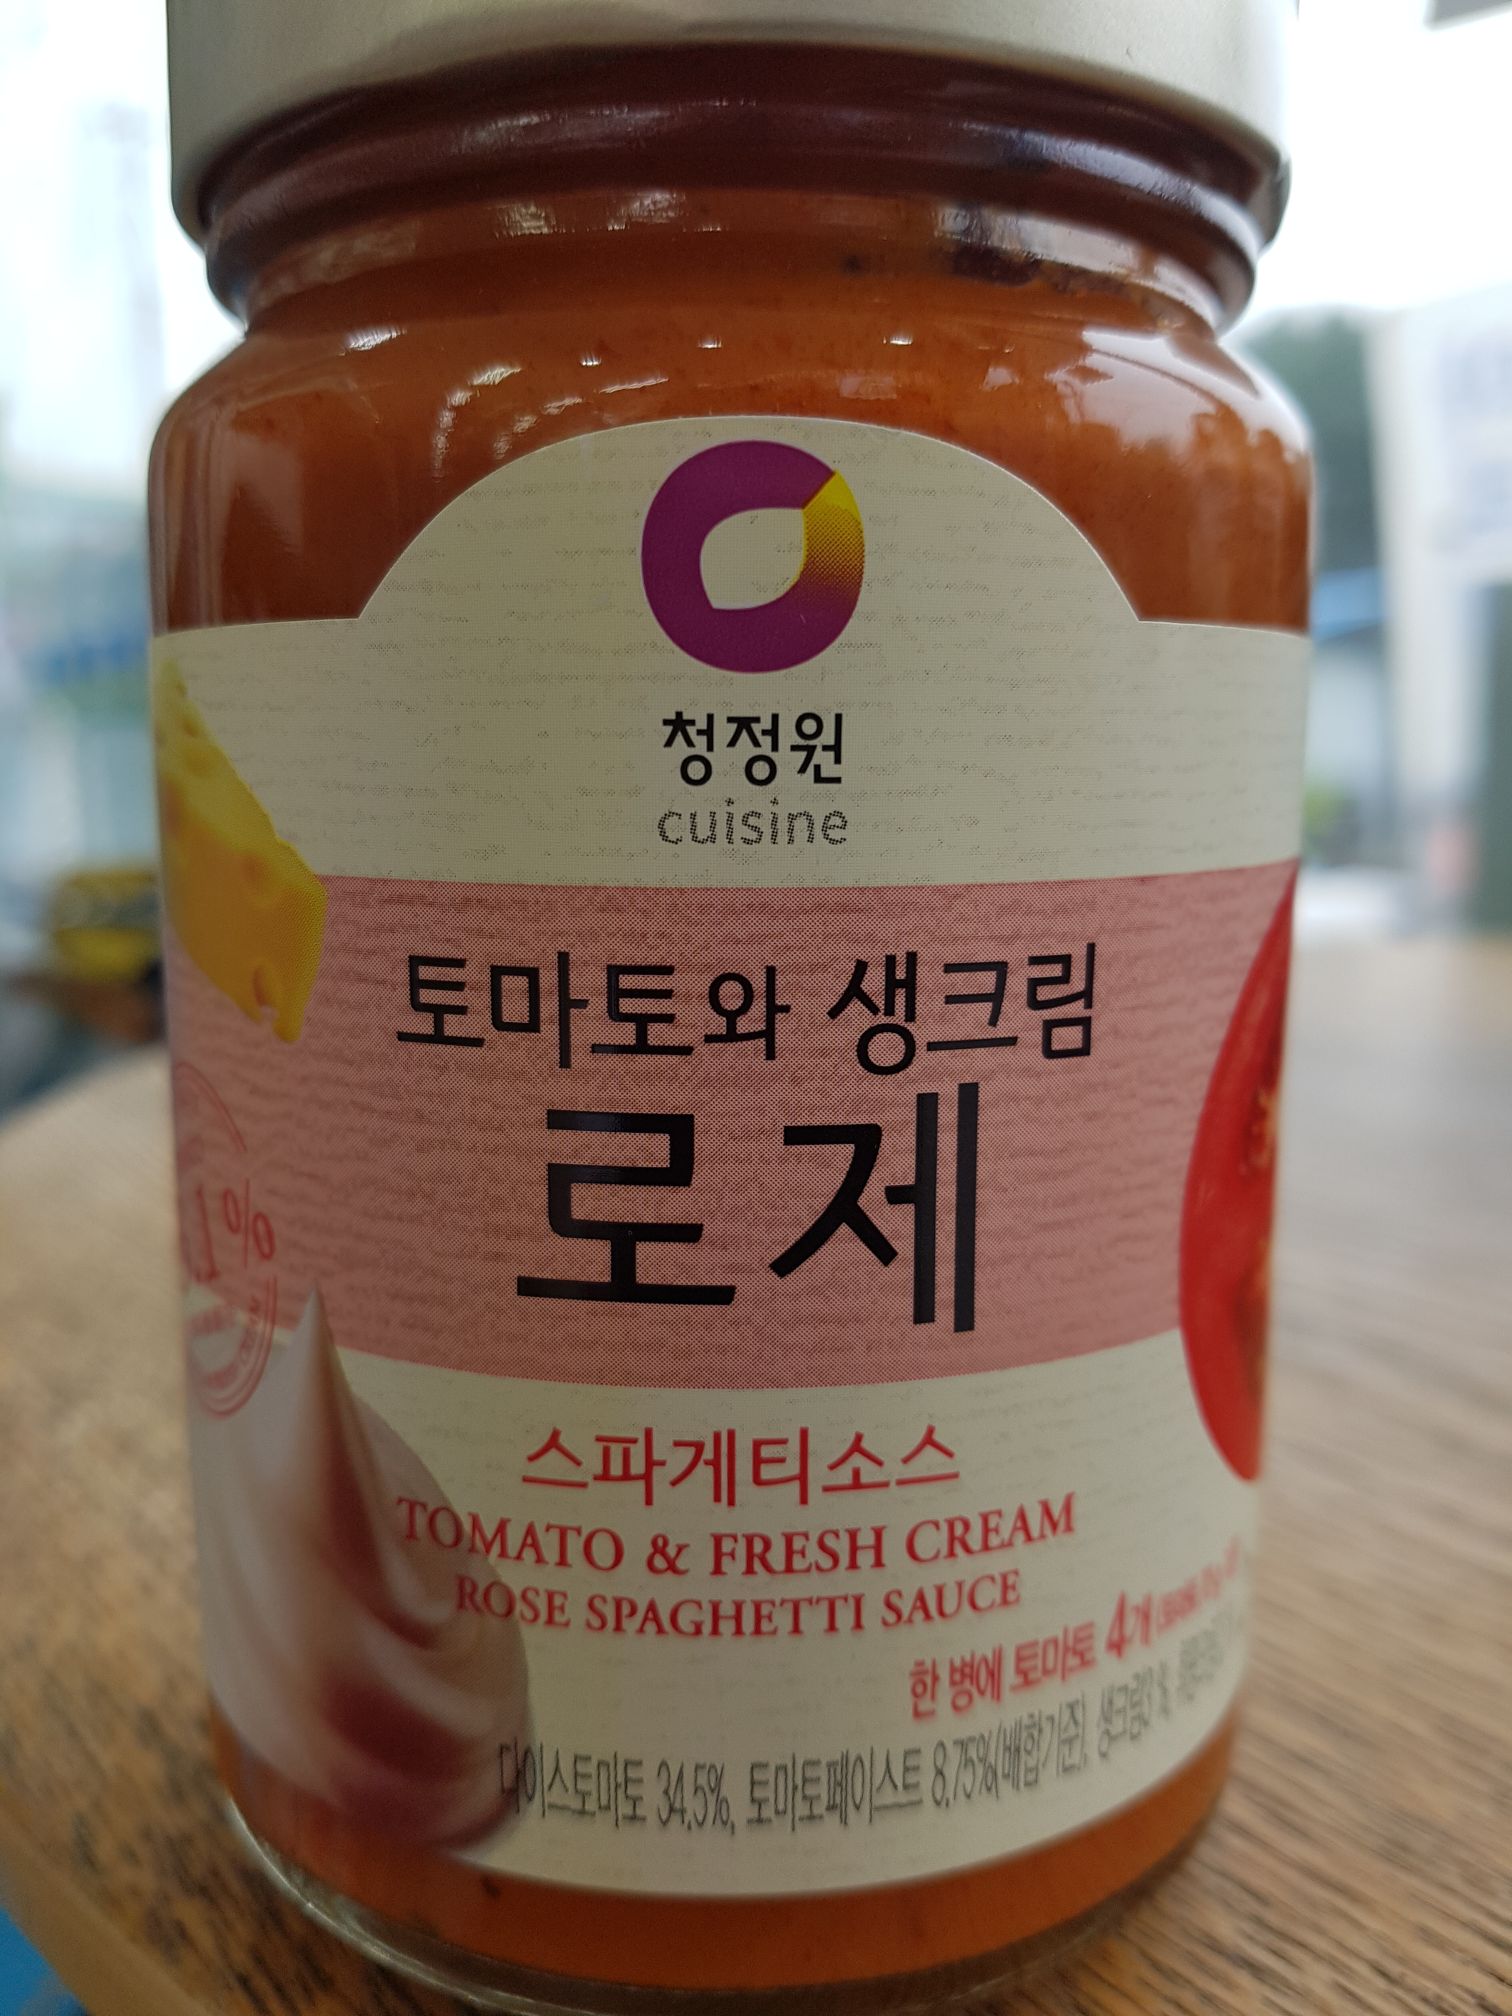 청정원
cuisine
토마토와 생크림
로제
스파게티소스
TOMATO & FRESH CREAM
ROSE SPAGHETTI SAUCE
한 병에 토마토 4개
다이스토마토 34.5%, 토마토페이스트 8.75%(배합기준), 생크림
.1%